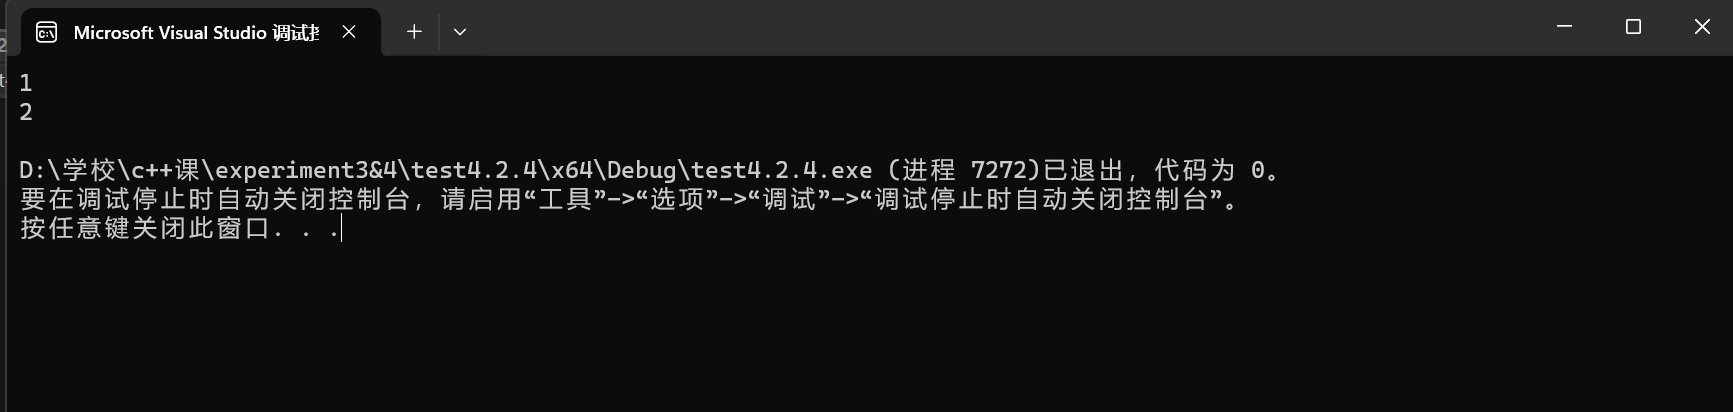 Microsoft Visual Studio 调试控
1
2
D:\学校\c++课\experiment3&4\test4.2.4\x64\Debug\test4.2.4.exe (进程 7272)已退出，代码为 0。
要在调试停止时自动关闭控制台，请启用“工具”->“选项”->“调试”->“调试停止时自动关闭控制台”。
按任意键关闭此窗口. . .